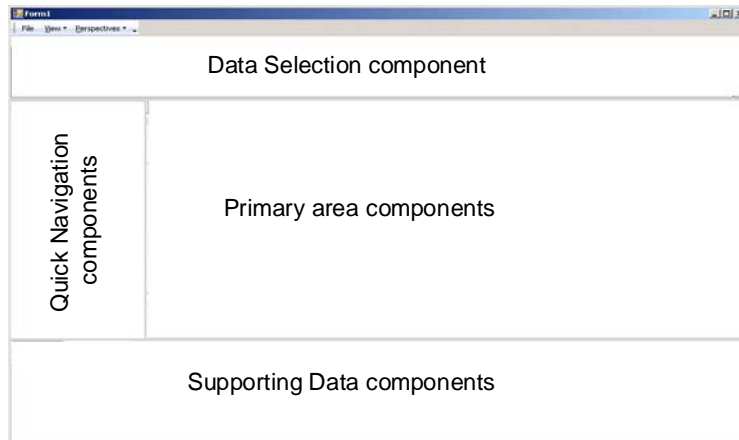 Form1
File View Perspectives
Data Selection component
Quick Navigation
components
Primary area components
Supporting Data components